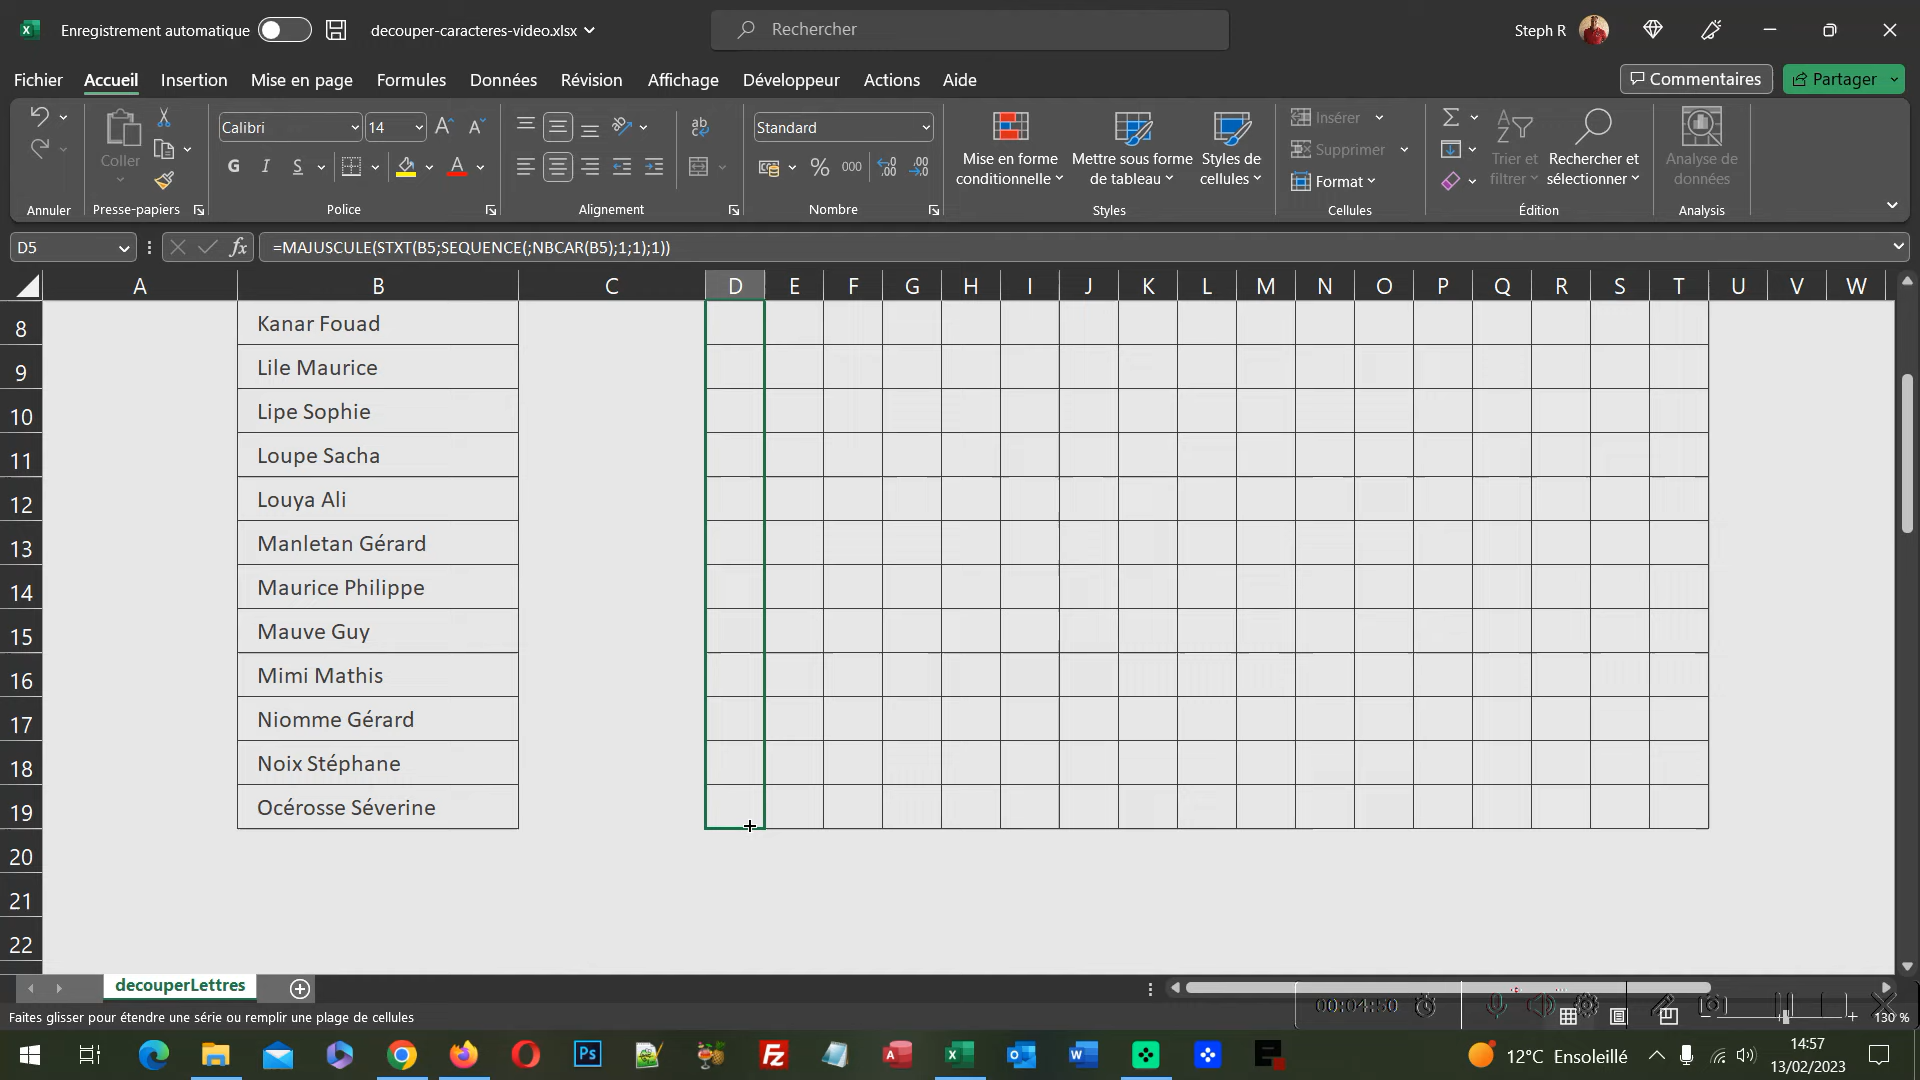 Enregistrement automatique decouper-caracteres-video.xlsx Rechercher Steph R
Fichier Accueil Insertion Mise en page Formules Données Révision Affichage Développeur Actions Aide Commentaires Partager
Calibri 14 Standard Insérer
Coller Mise en forme conditionnelle Mettre sous forme de tableau Styles de cellules Supprimer Trier et filtrer Rechercher et sélectionner Analyse de données
G I S % 000 Format
Annuler Presse-papiers Police Alignement Nombre Styles Cellules Édition Analysis
D5 =MAJUSCULE(STXT(B5;SEQUENCE(;NBCAR(B5);1;1);1))
A B C D E F G H I J K L M N O P Q R S T U V W
8 Kanar Fouad
9 Lile Maurice
10 Lipe Sophie
11 Loupe Sacha
12 Louya Ali
13 Manletan Gérard
14 Maurice Philippe
15 Mauve Guy
16 Mimi Mathis
17 Niomme Gérard
18 Noix Stéphane
19 Océrosse Séverine
20
21
22
decouperLettres
Faites glisser pour étendre une série ou remplir une plage de cellules 00:04:50 130 %
12°C Ensoleillé 14:57
13/02/2023